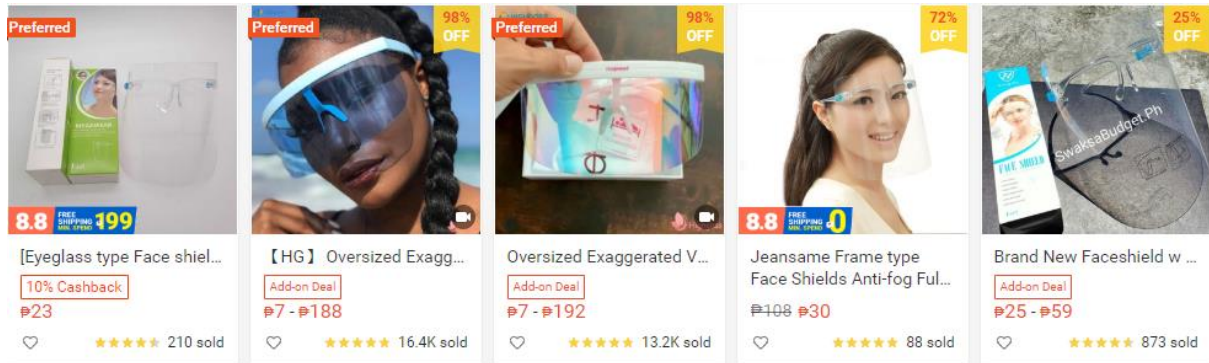 Preferred
8.8
FREE SHIPPING MIN. SPEND ₱199
[Eyeglass type Face shiel...
10% Cashback
₱23
210 sold
Preferred
98% OFF
【HG】 Oversized Exagg...
Add-on Deal
₱7 - ₱188
16.4K sold
Preferred
98% OFF
Oversized Exaggerated V...
Add-on Deal
₱7 - ₱192
13.2K sold
72% OFF
8.8
FREE SHIPPING MIN. SPEND ₱0
Jeansame Frame type
Face Shields Anti-fog Ful...
₱108 ₱30
88 sold
25% OFF
FACE SHIELD
SwaksaBudget.Ph
Brand New Faceshield w ...
Add-on Deal
₱25 - ₱59
873 sold